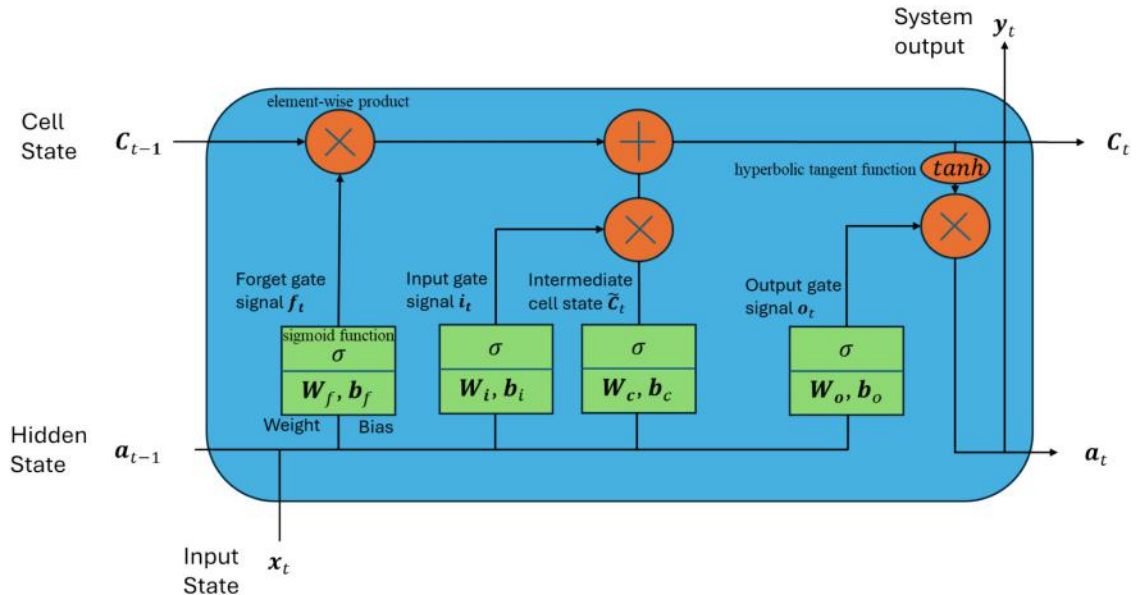 System
output
y_t
element-wise product
Cell
State
C_{t-1}
×
+
C_t
hyperbolic tangent function
tanh
×
×
Forget gate
signal f_t
Input gate
signal i_t
Intermediate
cell state C̃_t
Output gate
signal o_t
sigmoid function
σ
σ
σ
σ
W_f, b_f
W_i, b_i
W_c, b_c
W_o, b_o
Weight
Bias
Hidden
State
a_{t-1}
a_t
Input
State
x_t